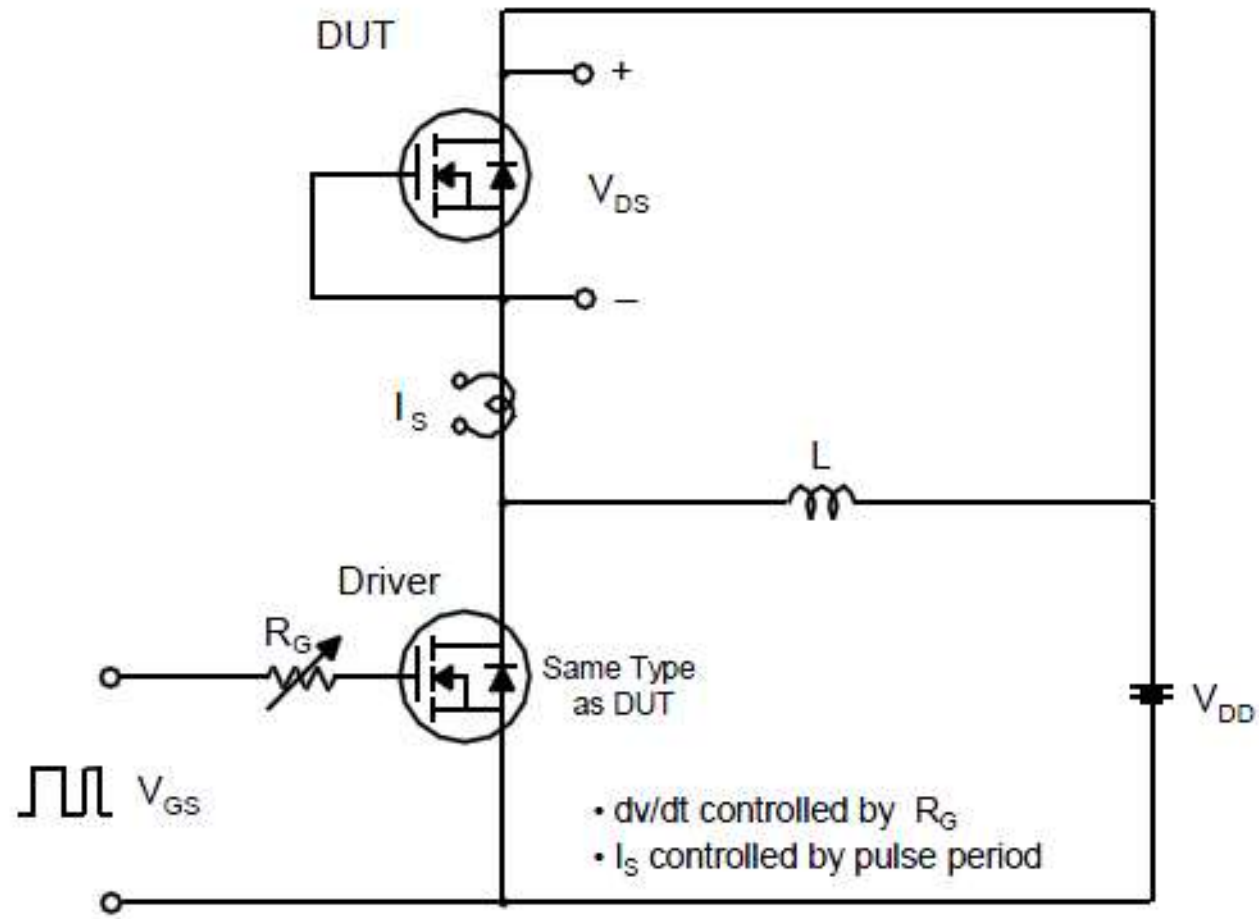 DUT
+
V_DS
–
I_S
L
Driver
R_G
Same Type
as DUT
V_DD
V_GS
• dv/dt controlled by R_G
• I_S controlled by pulse period